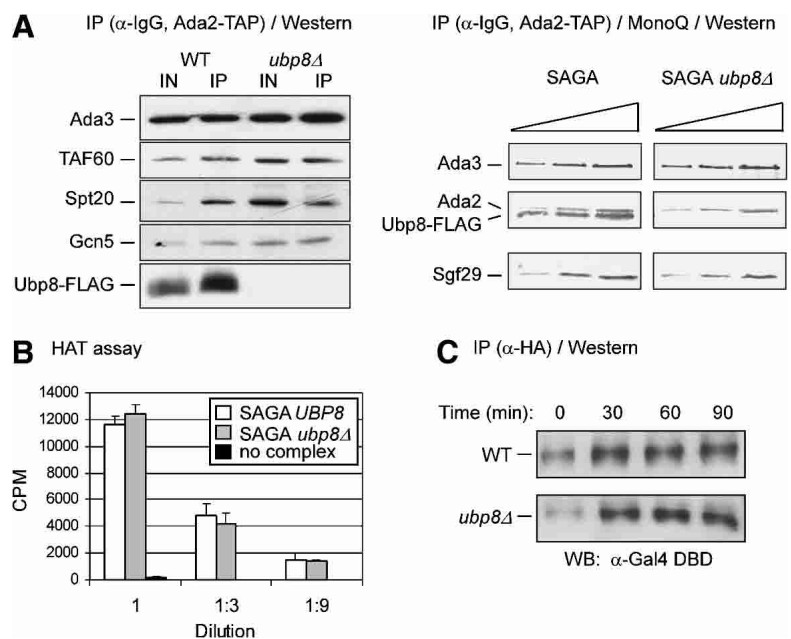 A
IP (α-IgG, Ada2-TAP) / Western
WT ubp8Δ
IN IP IN IP
Ada3
TAF60
Spt20
Gcn5
Ubp8-FLAG
IP (α-IgG, Ada2-TAP) / MonoQ / Western
SAGA SAGA ubp8Δ
Ada3
Ada2
Ubp8-FLAG
Sgf29
B HAT assay
14000
12000
10000
8000
6000
4000
2000
0
CPM
SAGA UBP8
SAGA ubp8Δ
no complex
1 1:3 1:9
Dilution
C IP (α-HA) / Western
Time (min): 0 30 60 90
WT
ubp8Δ
WB: α-Gal4 DBD